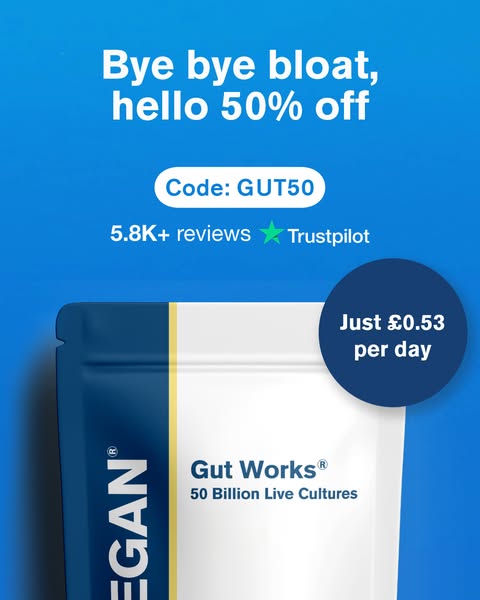 Bye bye bloat,
hello 50% off
Code: GUT50
5.8K+ reviews ★ Trustpilot
Just £0.53
per day
EGAN®
Gut Works®
50 Billion Live Cultures